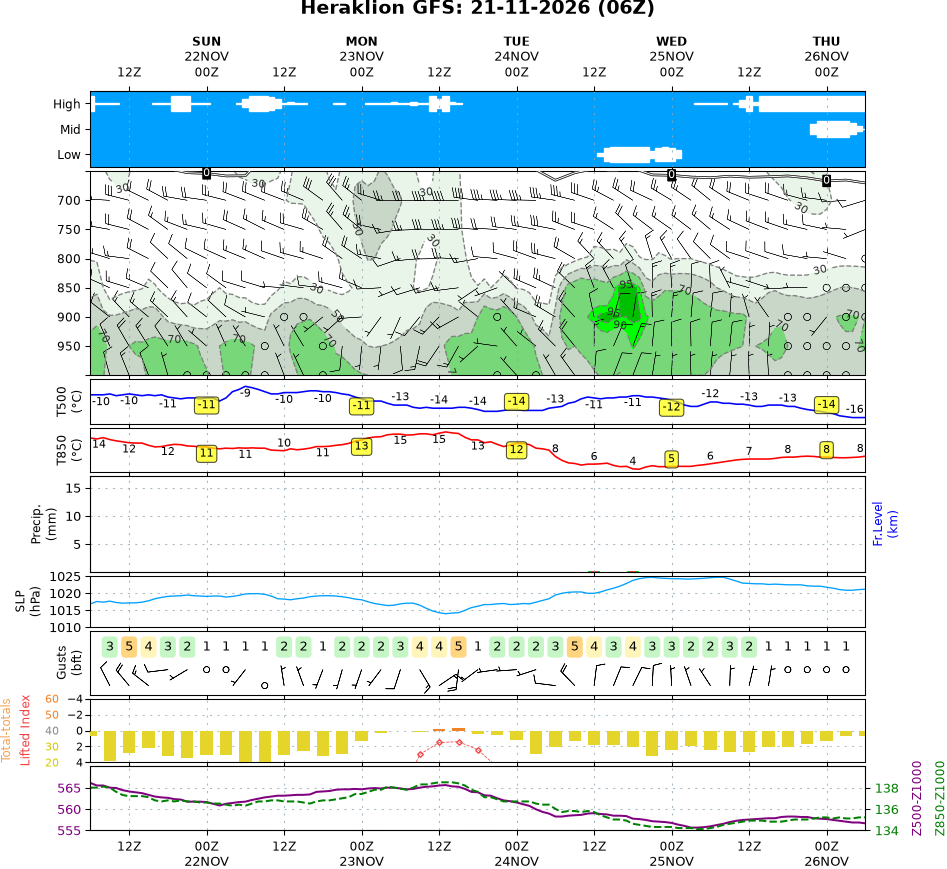 Heraklion GFS: 21-11-2026 (06Z)
SUN MON TUE WED THU
22NOV 23NOV 24NOV 25NOV 26NOV
12Z 00Z 12Z 00Z 12Z 00Z 12Z 00Z 12Z 00Z
High
Mid
Low
0 0 0
30 30 30 30
700
30
750
30
800 30
850 95 70
900 30 95 90 70
70 70 70 70 70
950
T500 (°C)
-10 -10 -11 -11 -9 -10 -10 -11 -13 -14 -14 -14 -13 -11 -11 -12 -12 -13 -13 -14 -16
T850 (°C)
14 12 12 11 11 10 11 13 15 15 13 12 8 6 4 5 6 7 8 8 8
Precip. (mm)
15
10
5
Fr.Level (km)
SLP (hPa)
1025
1020
1015
1010
Gusts (bft)
3 5 4 3 2 1 1 1 1 2 2 1 2 2 2 3 4 4 5 1 2 2 2 3 5 4 3 4 3 3 2 2 3 2 1 1 1 1 1
Total-totals
Lifted Index
60 -4
50 -2
40 0
30 2
20 4
565 138
560 136
555 134
Z500-Z1000
Z850-Z1000
12Z 00Z 12Z 00Z 12Z 00Z 12Z 00Z 12Z 00Z
22NOV 23NOV 24NOV 25NOV 26NOV